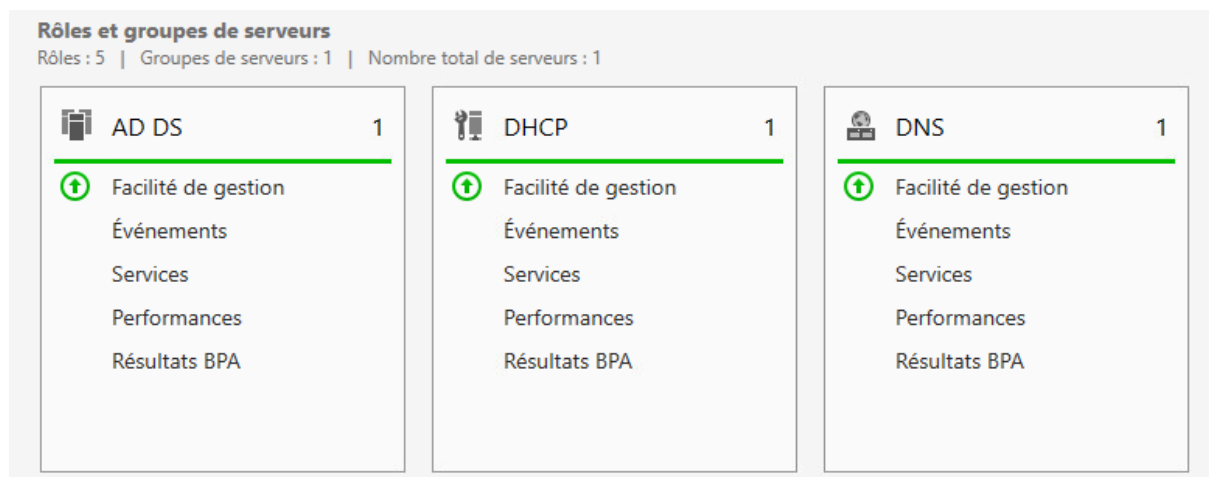 Rôles et groupes de serveurs
Rôles : 5 | Groupes de serveurs : 1 | Nombre total de serveurs : 1
AD DS 1
Facilité de gestion
Événements
Services
Performances
Résultats BPA
DHCP 1
Facilité de gestion
Événements
Services
Performances
Résultats BPA
DNS 1
Facilité de gestion
Événements
Services
Performances
Résultats BPA